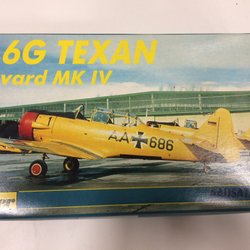 6G TEXAN
vard MK IV
AA 686